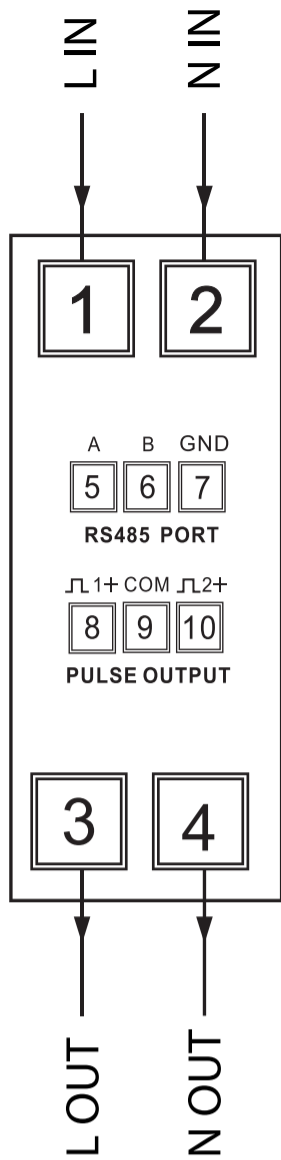 L IN N IN
1 2
A B GND
5 6 7
RS485 PORT
⎍1+ COM ⎍2+
8 9 10
PULSE OUTPUT
3 4
L OUT N OUT